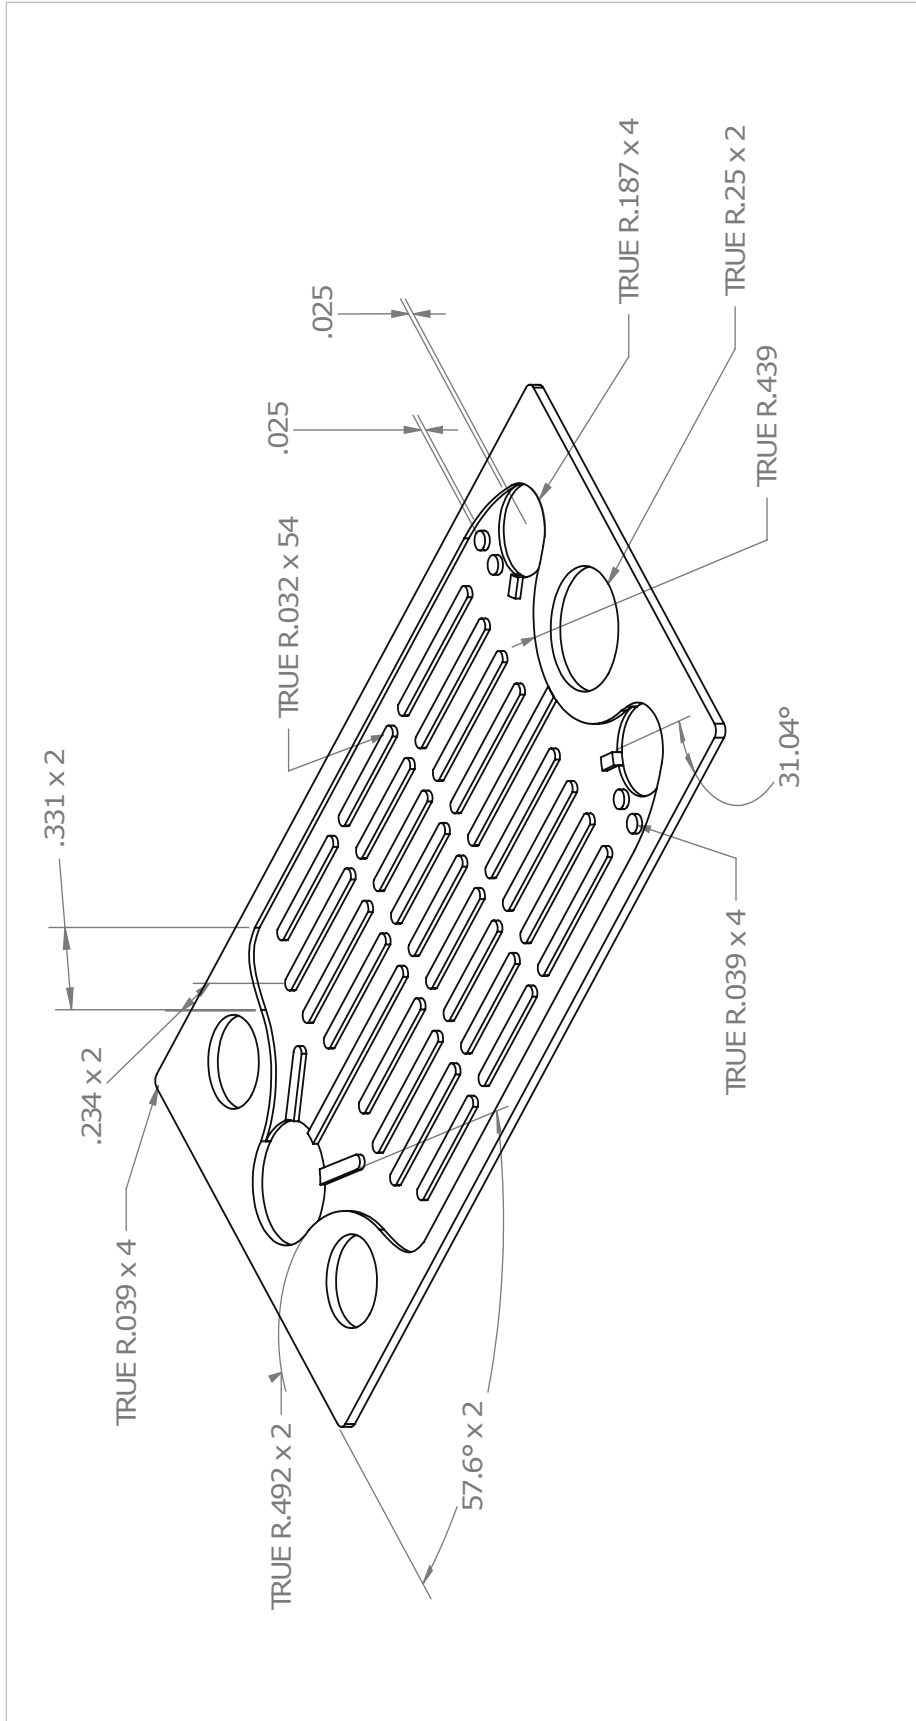 TRUE R.039 x 4
.234 x 2
.331 x 2
TRUE R.032 x 54
.025
.025
TRUE R.187 x 4
TRUE R.25 x 2
TRUE R.439
31.04°
TRUE R.039 x 4
57.6° x 2
TRUE R.492 x 2